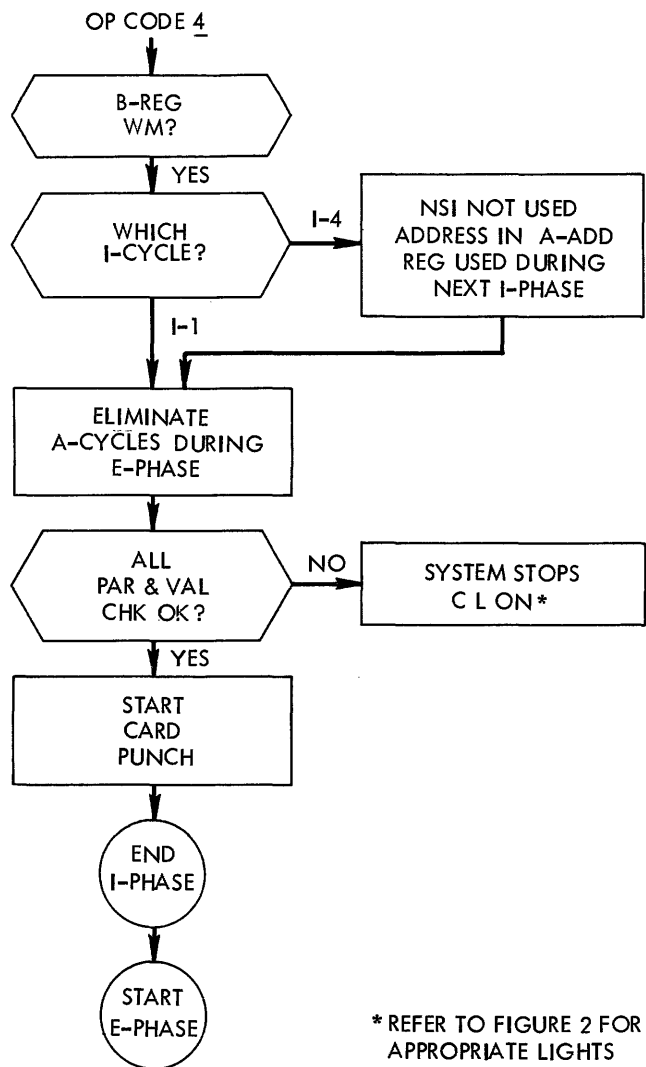 OP CODE 4
B-REG
WM?
YES
WHICH
I-CYCLE?
I-4
NSI NOT USED
ADDRESS IN A-ADD
REG USED DURING
NEXT I-PHASE
I-1
ELIMINATE
A-CYCLES DURING
E-PHASE
ALL
PAR & VAL
CHK OK?
NO
SYSTEM STOPS
C L ON*
YES
START
CARD
PUNCH
END
I-PHASE
START
E-PHASE
* REFER TO FIGURE 2 FOR
APPROPRIATE LIGHTS